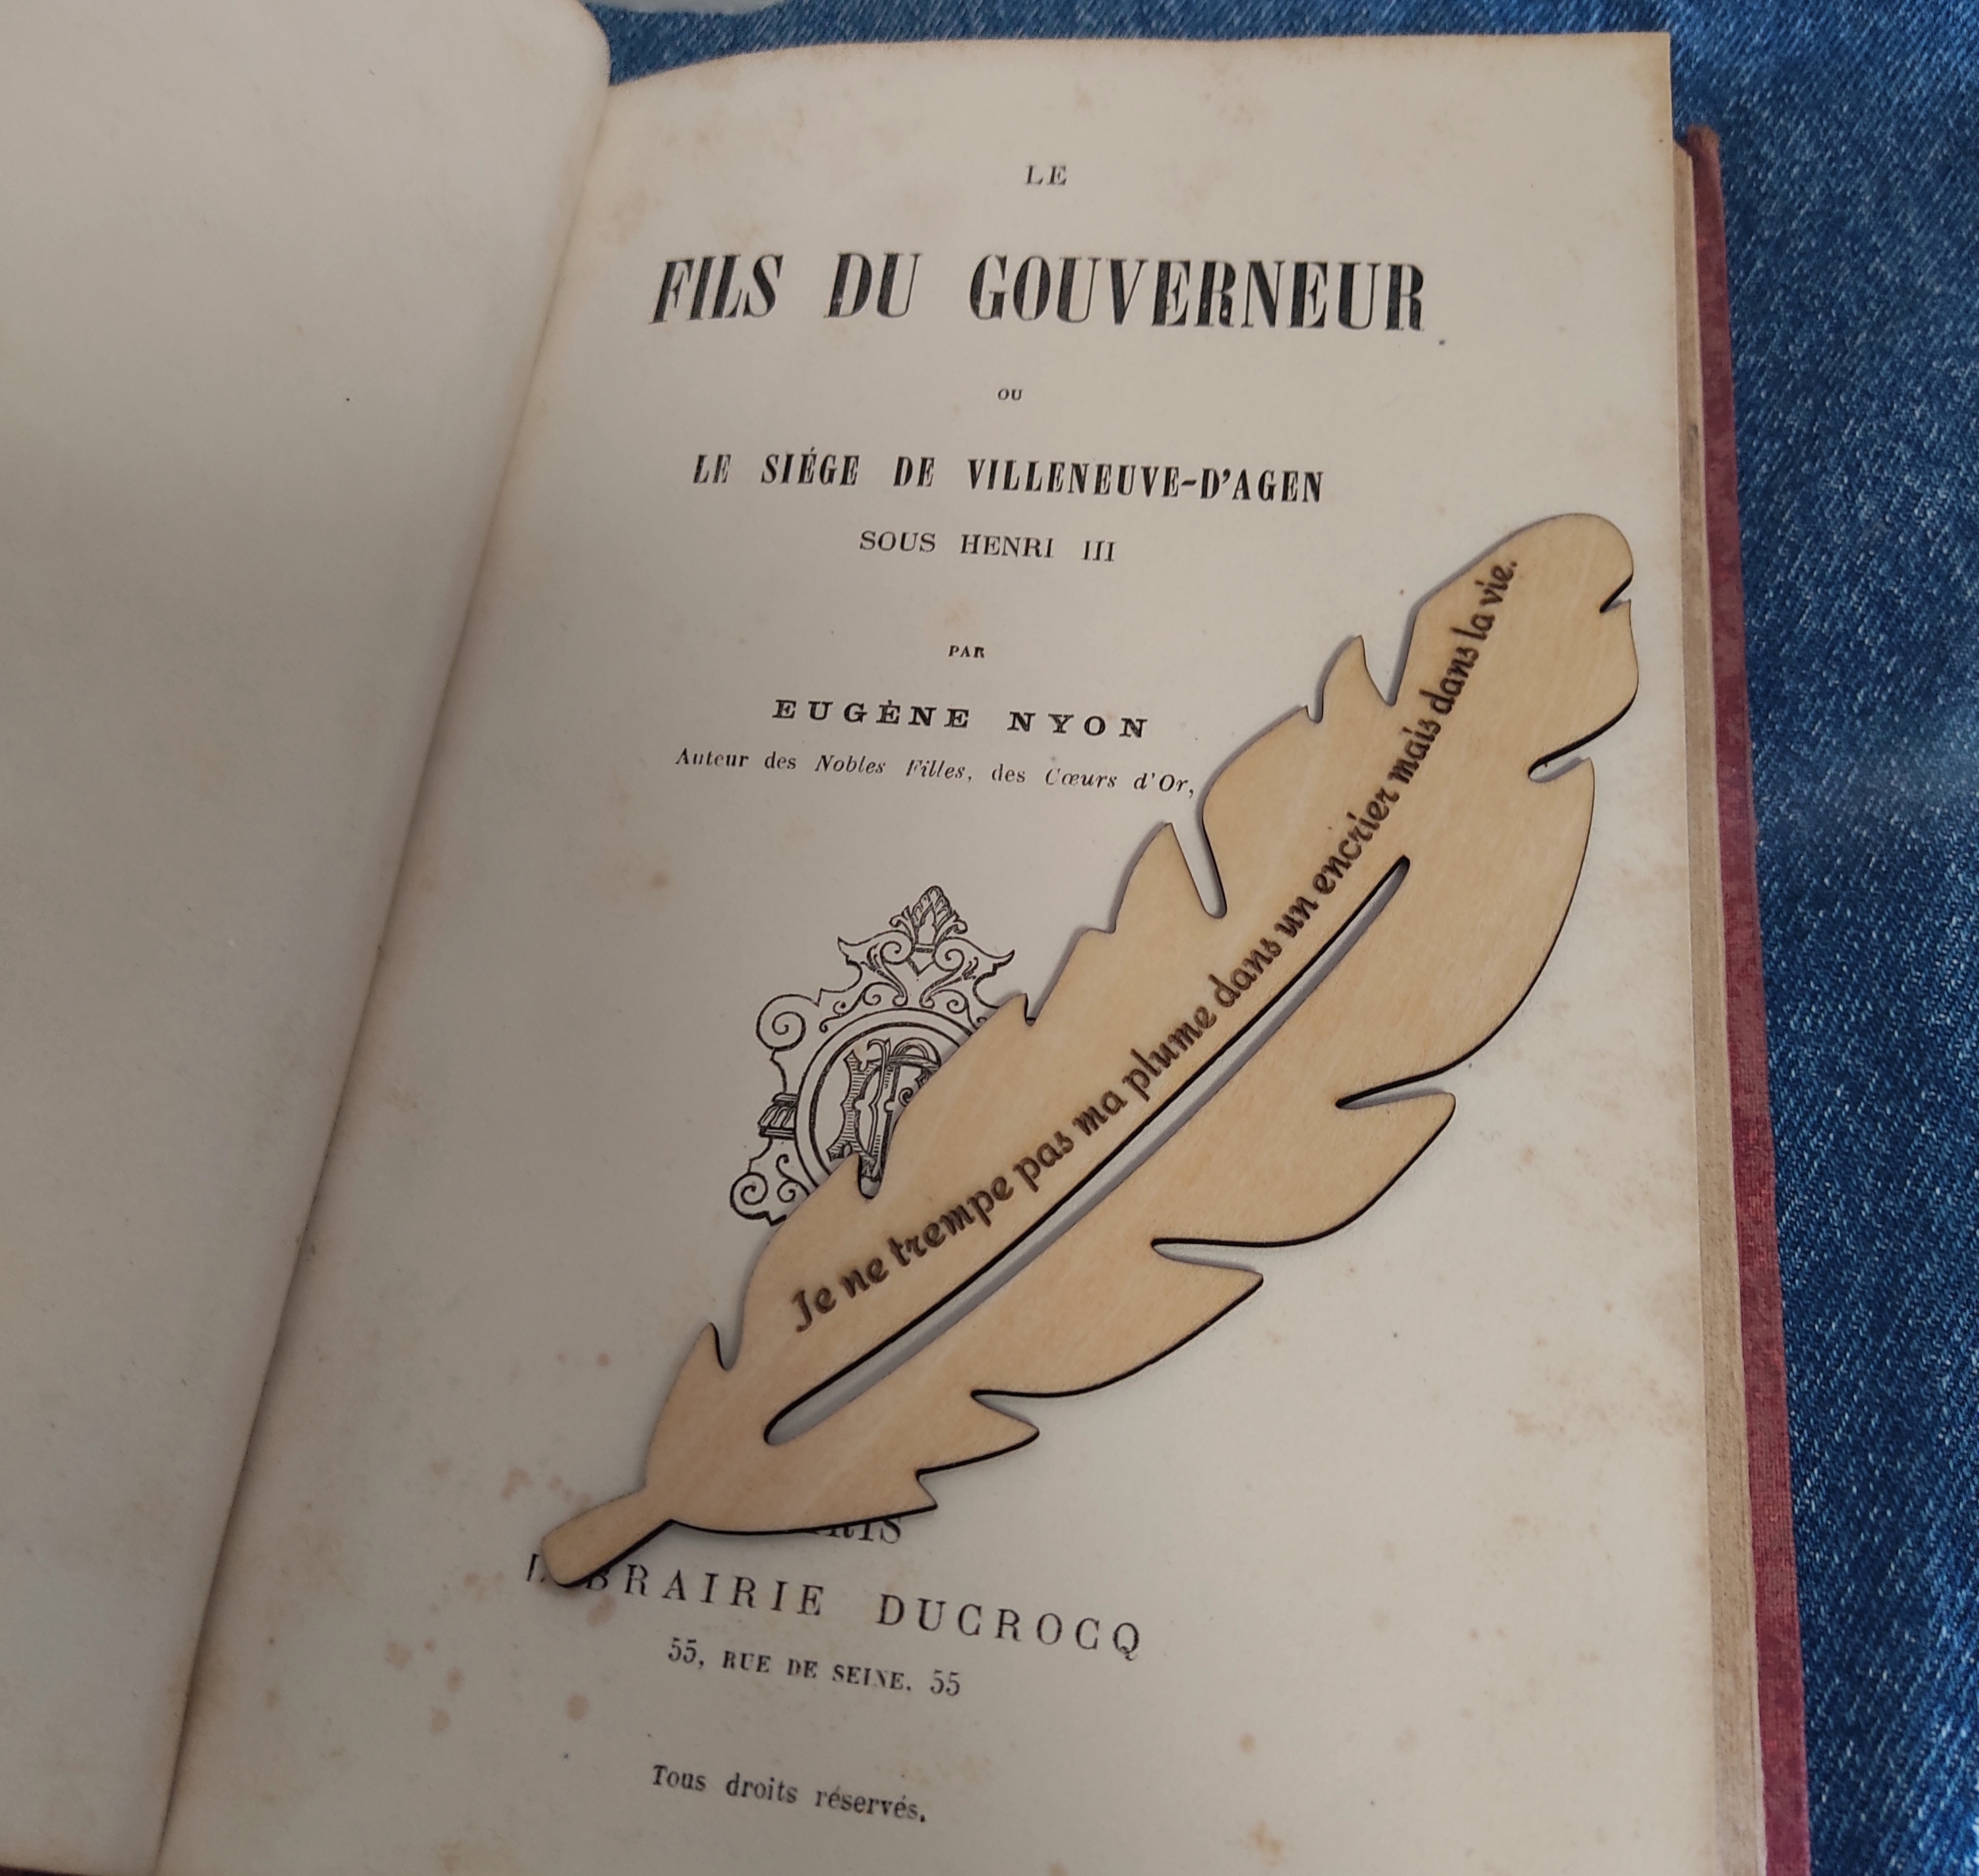 LE
FILS DU GOUVERNEUR
OU
LE SIÉGE DE VILLENEUVE-D'AGEN
SOUS HENRI III
PAR
EUGÈNE NYON
Auteur des Nobles Filles, des Cœurs d'Or,
Je ne trempe pas ma plume dans un encrier mais dans la vie.
DUCROCQ
55, RUE DE SEINE. 55
Tous droits réservés.